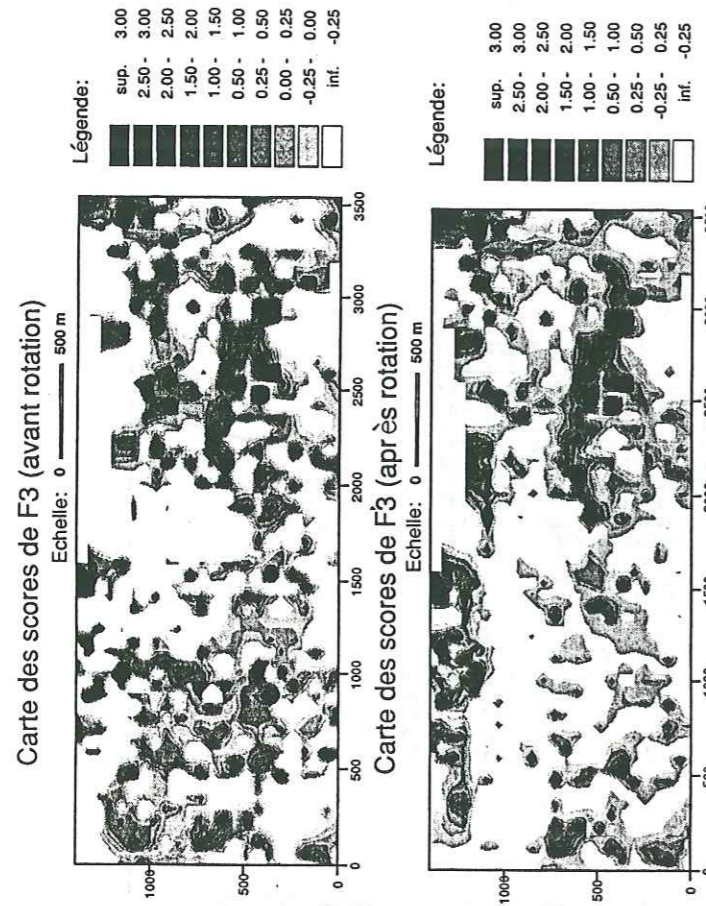 Carte des scores de F3 (avant rotation)
Echelle: 0 500 m
1000
500
0
0 500 1000 1500 2000 2500 3000 3500
Légende:
sup. 3.00
2.50 - 3.00
2.00 - 2.50
1.50 - 2.00
1.00 - 1.50
0.50 - 1.00
0.25 - 0.50
0.00 - 0.25
-0.25 - 0.00
inf. -0.25
Carte des scores de F'3 (après rotation)
Echelle: 0 500 m
1000
500
0
0 500 1000
Légende:
sup. 3.00
2.50 - 3.00
2.00 - 2.50
1.50 - 2.00
1.00 - 1.50
0.50 - 1.00
0.25 - 0.50
-0.25 - 0.25
inf. -0.25